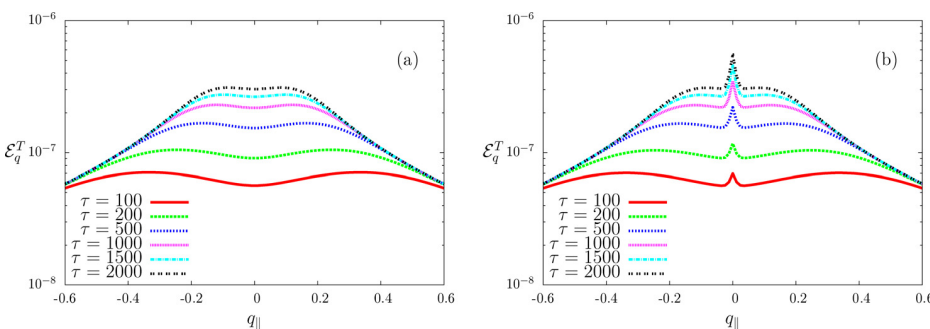 10⁻⁶
10⁻⁷
10⁻⁸
ℰ_q^T
(a)
τ = 100
τ = 200
τ = 500
τ = 1000
τ = 1500
τ = 2000
-0.6 -0.4 -0.2 0 0.2 0.4 0.6
q_∥
10⁻⁶
10⁻⁷
10⁻⁸
ℰ_q^T
(b)
τ = 100
τ = 200
τ = 500
τ = 1000
τ = 1500
τ = 2000
-0.6 -0.4 -0.2 0 0.2 0.4 0.6
q_∥